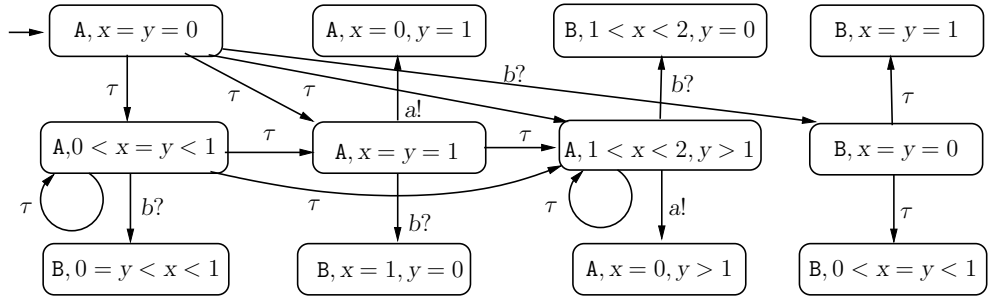 A, x = y = 0
A, x = 0, y = 1
B, 1 < x < 2, y = 0
B, x = y = 1
b?
τ
τ
τ
b?
τ
a!
A,0 < x = y < 1
τ
A, x = y = 1
τ
A, 1 < x < 2, y > 1
B, x = y = 0
τ
b?
τ
b?
τ
a!
τ
B, 0 = y < x < 1
B, x = 1, y = 0
A, x = 0, y > 1
B, 0 < x = y < 1